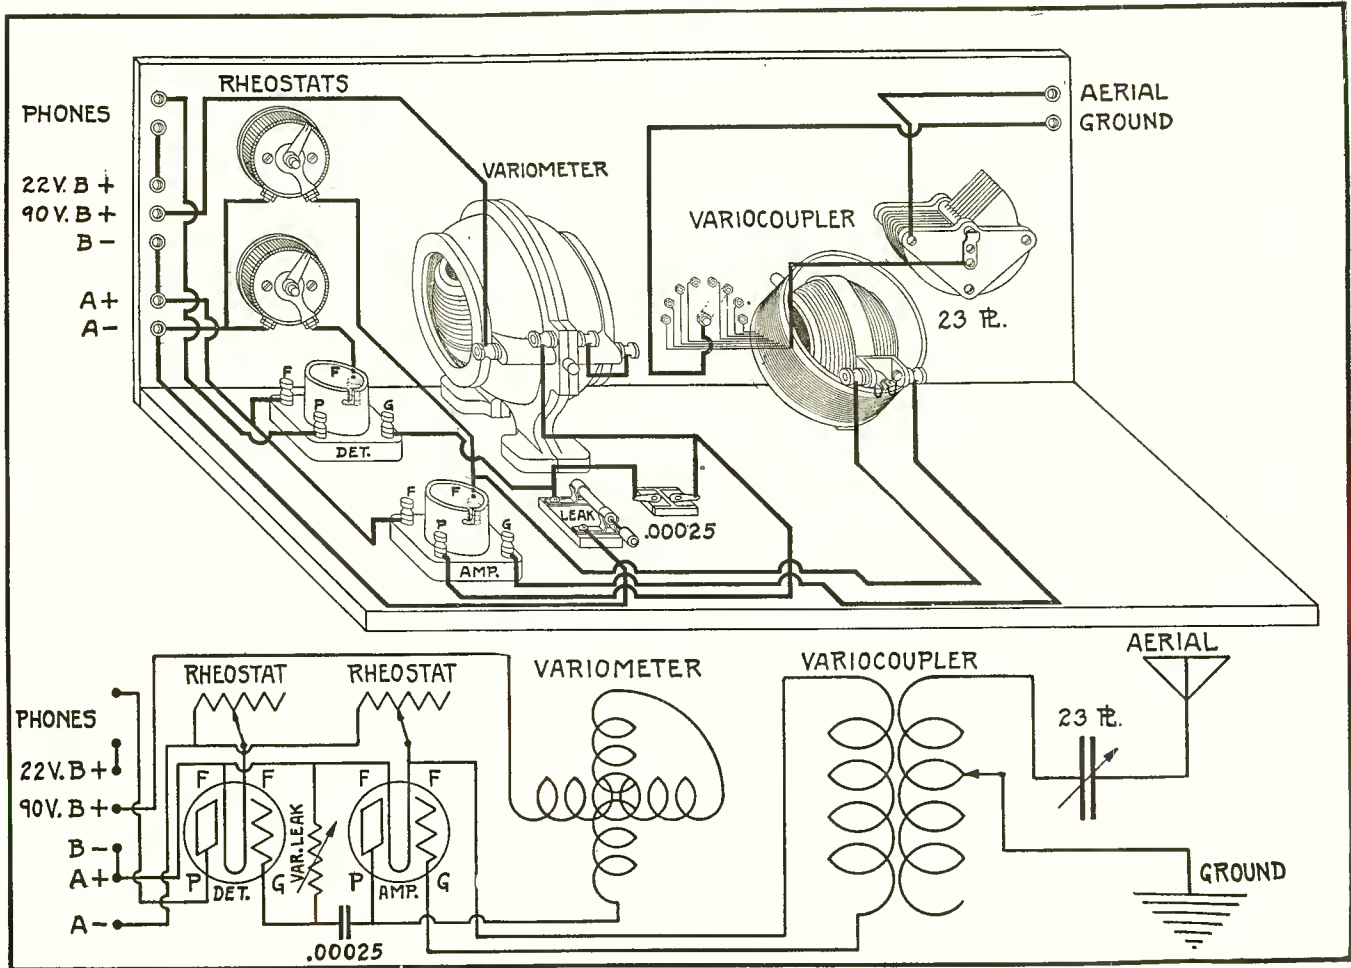 RHEOSTATS
PHONES
22V. B +
90V. B +
B -
A +
A -
VARIOMETER
VARIOCOUPLER
AERIAL
GROUND
23 PL.
F
F
P
G
DET.
F
F
P
G
AMP.
LEAK
.00025
RHEOSTAT
RHEOSTAT
VARIOMETER
VARIOCOUPLER
AERIAL
PHONES
22V. B +
90V. B +
B -
A +
A -
F
F
P
DET.
G
VAR. LEAK
F
F
P
AMP.
G
.00025
23 PL.
GROUND